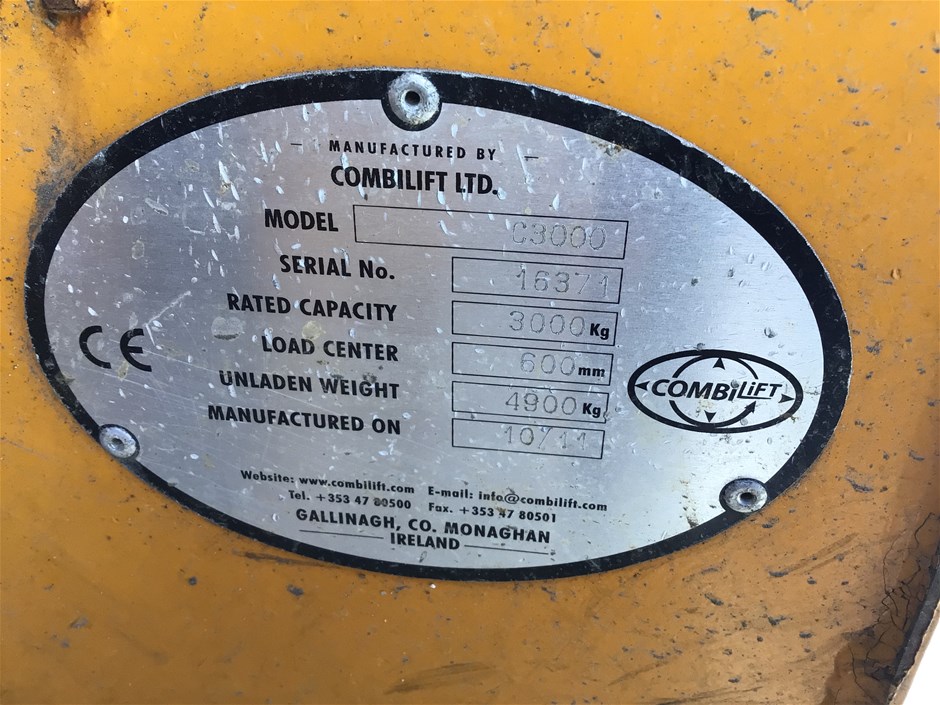 MANUFACTURED BY
COMBILIFT LTD.
MODEL C3000
SERIAL No. 16371
RATED CAPACITY 3000 Kg
LOAD CENTER 600 mm
UNLADEN WEIGHT 4900 Kg
MANUFACTURED ON 10/11
CE
COMBiLiFT
Website: www.combilift.com E-mail: info@combilift.com
Tel. +353 47 80500 Fax. +353 47 80501
GALLINAGH, CO. MONAGHAN
IRELAND